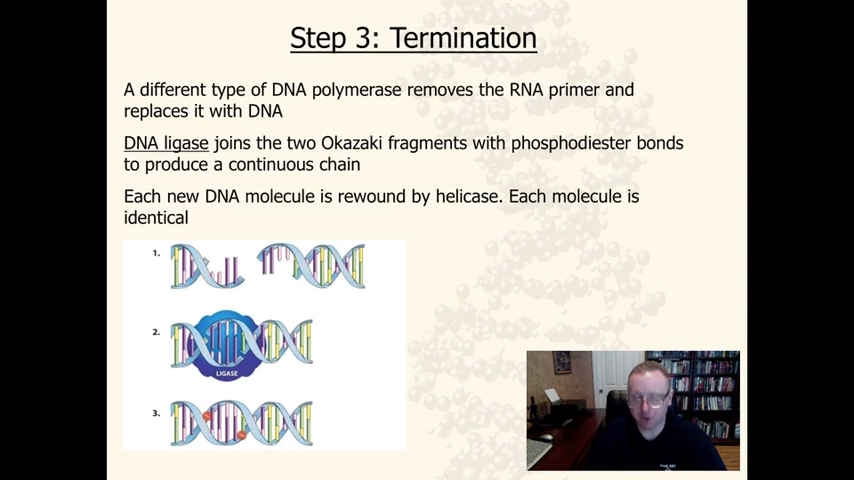 Step 3: Termination
A different type of DNA polymerase removes the RNA primer and
replaces it with DNA
DNA ligase joins the two Okazaki fragments with phosphodiester bonds
to produce a continuous chain
Each new DNA molecule is rewound by helicase. Each molecule is
identical
1.
2.
LIGASE
3.